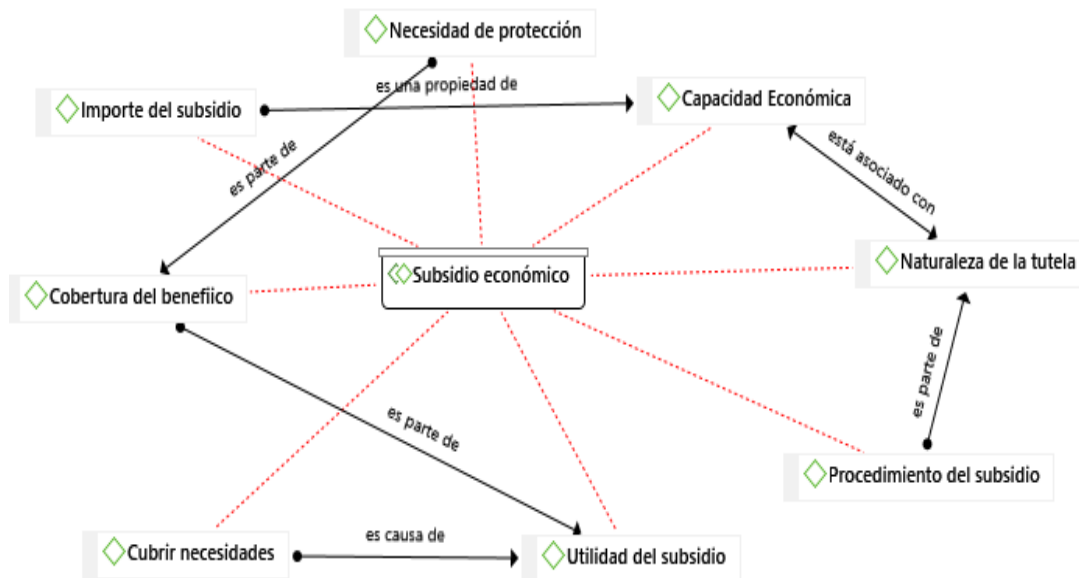 Necesidad de protección
es una propiedad de
Importe del subsidio
Capacidad Económica
es parte de
está asociado con
Subsidio económico
Naturaleza de la tutela
Cobertura del benefiico
es parte de
es parte de
Procedimiento del subsidio
Cubrir necesidades
es causa de
Utilidad del subsidio